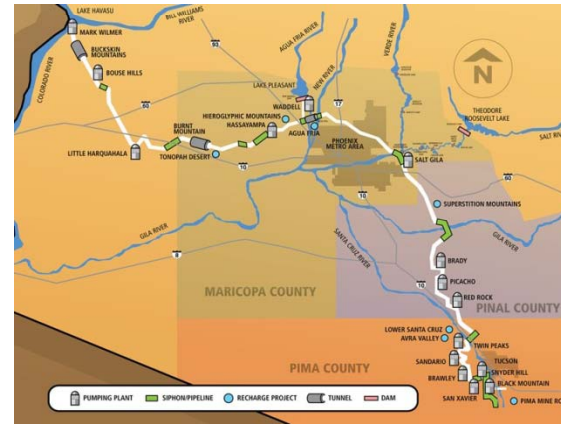 LAKE HAVASU
BILL WILLIAMS
RIVER
MARK WILMER
BUCKSKIN
MOUNTAINS
BOUSE HILLS
COLORADO RIVER
93
AGUA FRIA RIVER
NEW RIVER
VERDE RIVER
N
LAKE PLEASANT
WADDELL
17
60
HIEROGLYPHIC MOUNTAINS
HASSAYAMPA
BURNT
MOUNTAIN
AGUA
FRIA
PHOENIX
METRO AREA
THEODORE
ROOSEVELT LAKE
SALT RIVER
LITTLE HARQUAHALA
TONOPAH DESERT
10
10
SALT GILA
60
SUPERSTITION MOUNTAINS
GILA RIVER
8
SANTA CRUZ RIVER
10
GILA RIVER
BRADY
PICACHO
RED ROCK
10
MARICOPA COUNTY
PINAL COUNTY
LOWER SANTA CRUZ
AVRA VALLEY
TWIN PEAKS
PIMA COUNTY
SANDARIO
TUCSON
SNYDER HILL
BRAWLEY
BLACK MOUNTAIN
SAN XAVIER
PUMPING PLANT
SIPHON/PIPELINE
RECHARGE PROJECT
TUNNEL
DAM